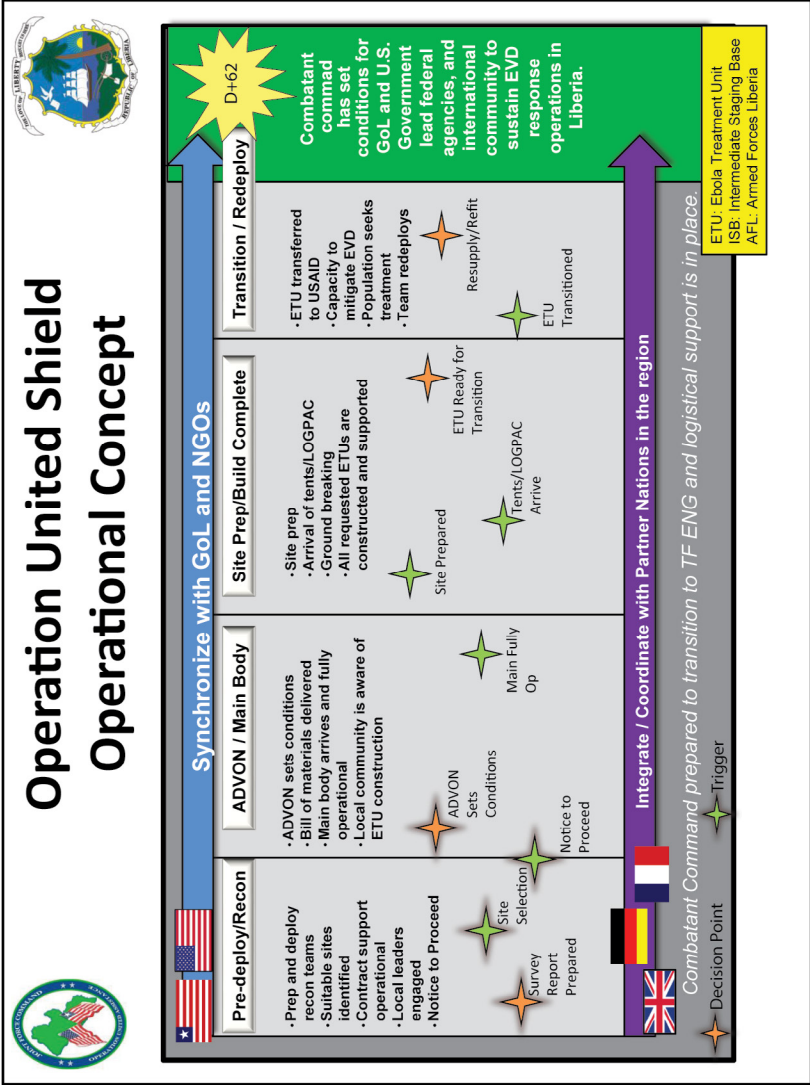 Operation United Shield
Operational Concept
REPUBLIC OF LIBERIA
JOINT FORCE COMMAND
Synchronize with GoL and NGOs
D+62
Pre-deploy/Recon
· Prep and deploy
recon teams
· Suitable sites
identified
· Contract support
operational
· Local leaders
engaged
· Notice to Proceed
Survey
Report
Prepared
Site
Selection
Notice to
Proceed
ADVON / Main Body
· ADVON sets conditions
· Bill of materials delivered
· Main body arrives and fully
operational
· Local community is aware of
ETU construction
ADVON
Sets
Conditions
Main Fully
Op
Site Prep/Build Complete
· Site prep
· Arrival of tents/LOGPAC
· Ground breaking
· All requested ETUs are
constructed and supported
Site Prepared
Tents/LOGPAC
Arrive
ETU Ready for
Transition
Transition / Redeploy
· ETU transferred
to USAID
· Capacity to
mitigate EVD
· Population seeks
treatment
· Team redeploys
ETU
Transitioned
Resupply/Refit
Combatant
commad
has set
conditions for
GoL and U.S.
Government
lead federal
agencies, and
international
community to
sustain EVD
response
operations in
Liberia.
Integrate / Coordinate with Partner Nations in the region
Combatant Command prepared to transition to TF ENG and logistical support is in place.
Decision Point
Trigger
ETU: Ebola Treatment Unit
ISB: Intermediate Staging Base
AFL: Armed Forces Liberia